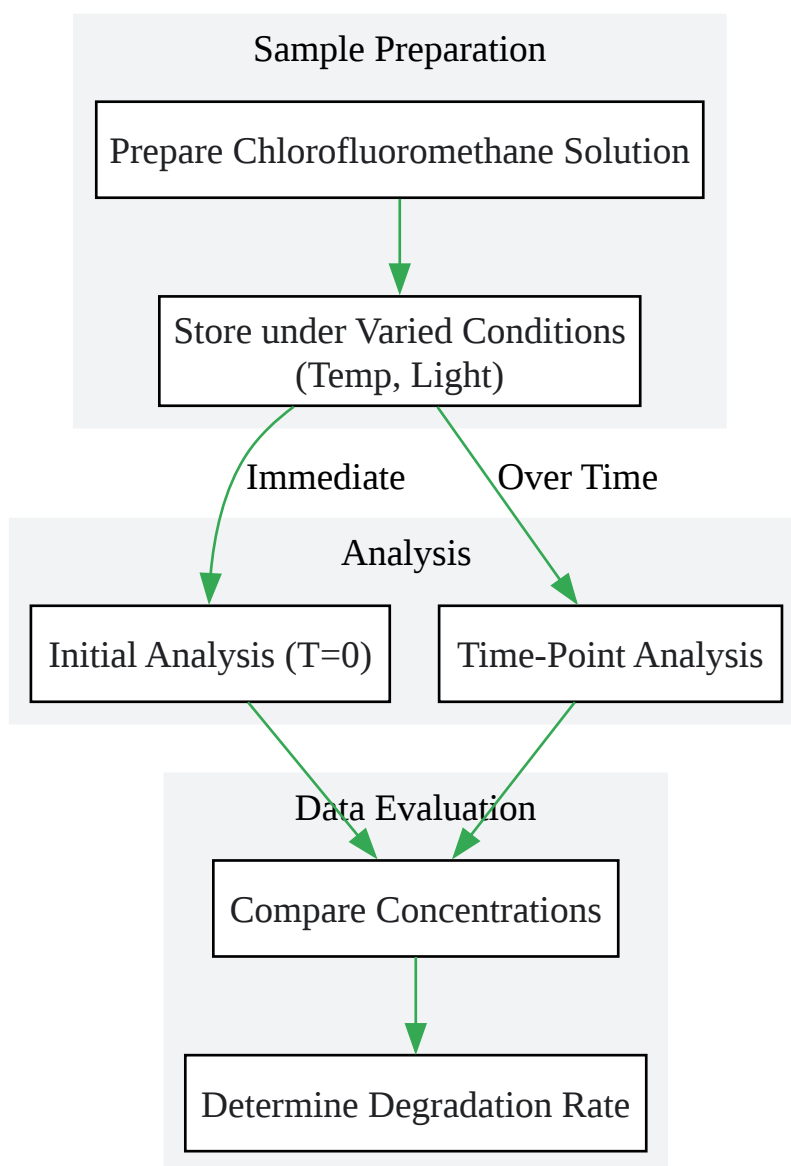 Sample Preparation
Prepare Chlorofluoromethane Solution
Store under Varied Conditions
(Temp, Light)
Immediate
Over Time
Analysis
Initial Analysis (T=0)
Time-Point Analysis
Data Evaluation
Compare Concentrations
Determine Degradation Rate